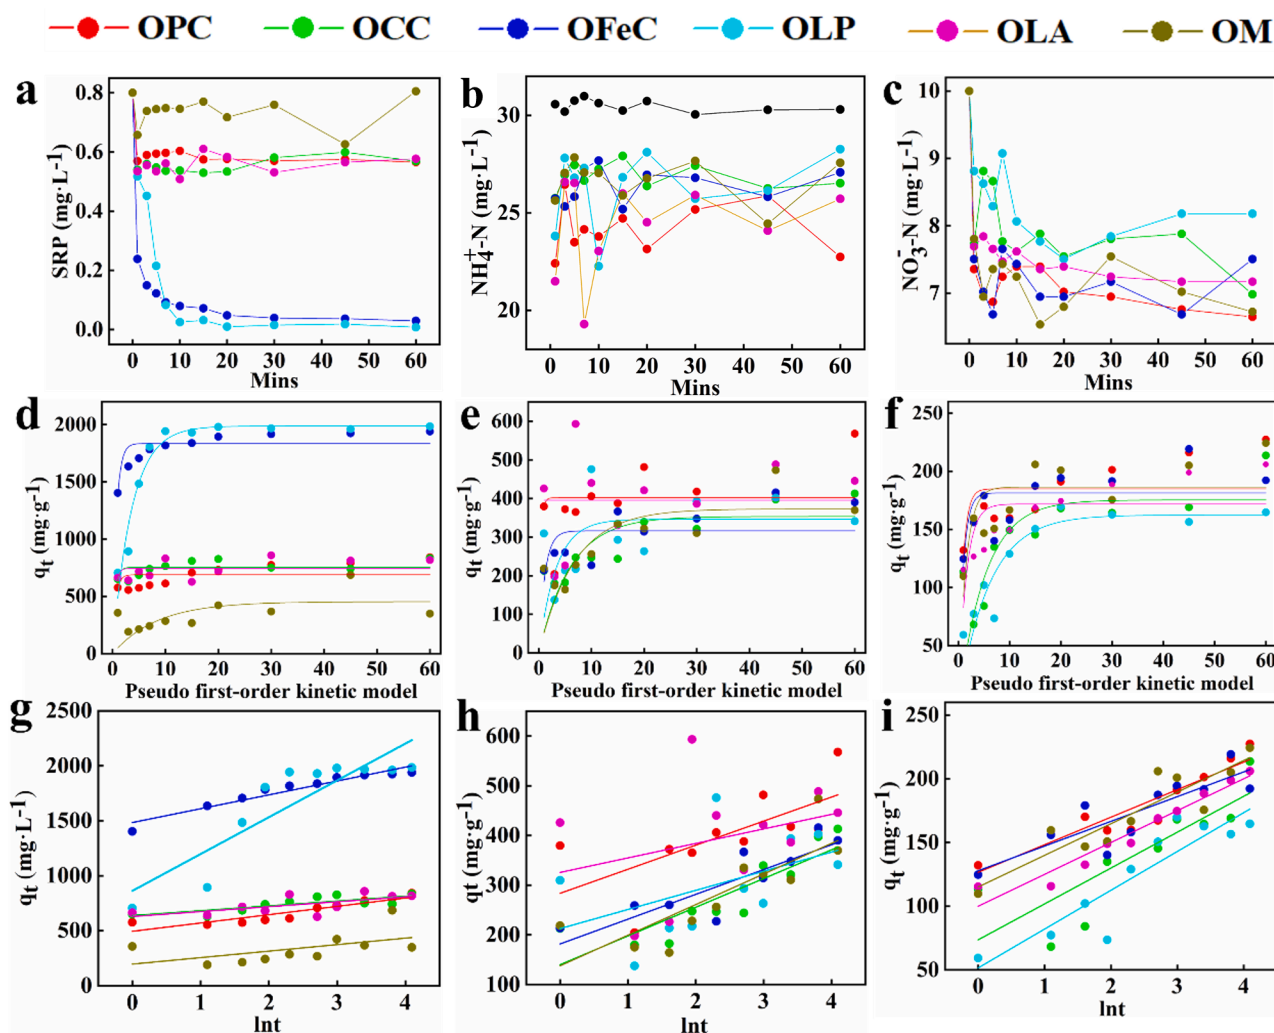 OPC OCC OFeC OLP OLA OM
a b c
SRP (mg·L⁻¹)
0.8
0.6
0.4
0.2
0.0
0 10 20 30 40 50 60
Mins
NH₄⁺-N (mg·L⁻¹)
30
25
20
0 10 20 30 40 50 60
Mins
NO₃⁻-N (mg·L⁻¹)
10
9
8
7
0 10 20 30 40 50 60
Mins
d e f
qt (mg·g⁻¹)
2000
1500
1000
500
0
0 10 20 30 40 50 60
Pseudo first-order kinetic model
qt (mg·g⁻¹)
600
500
400
300
200
100
0
0 10 20 30 40 50 60
Pseudo first-order kinetic model
qt (mg·g⁻¹)
250
200
150
100
50
0 10 20 30 40 50 60
Pseudo first-order kinetic model
g h i
qt (mg·L⁻¹)
2500
2000
1500
1000
500
0
0 1 2 3 4
lnt
qt (mg·g⁻¹)
600
500
400
300
200
100
0 1 2 3 4
lnt
qt (mg·g⁻¹)
250
200
150
100
50
0 1 2 3 4
lnt